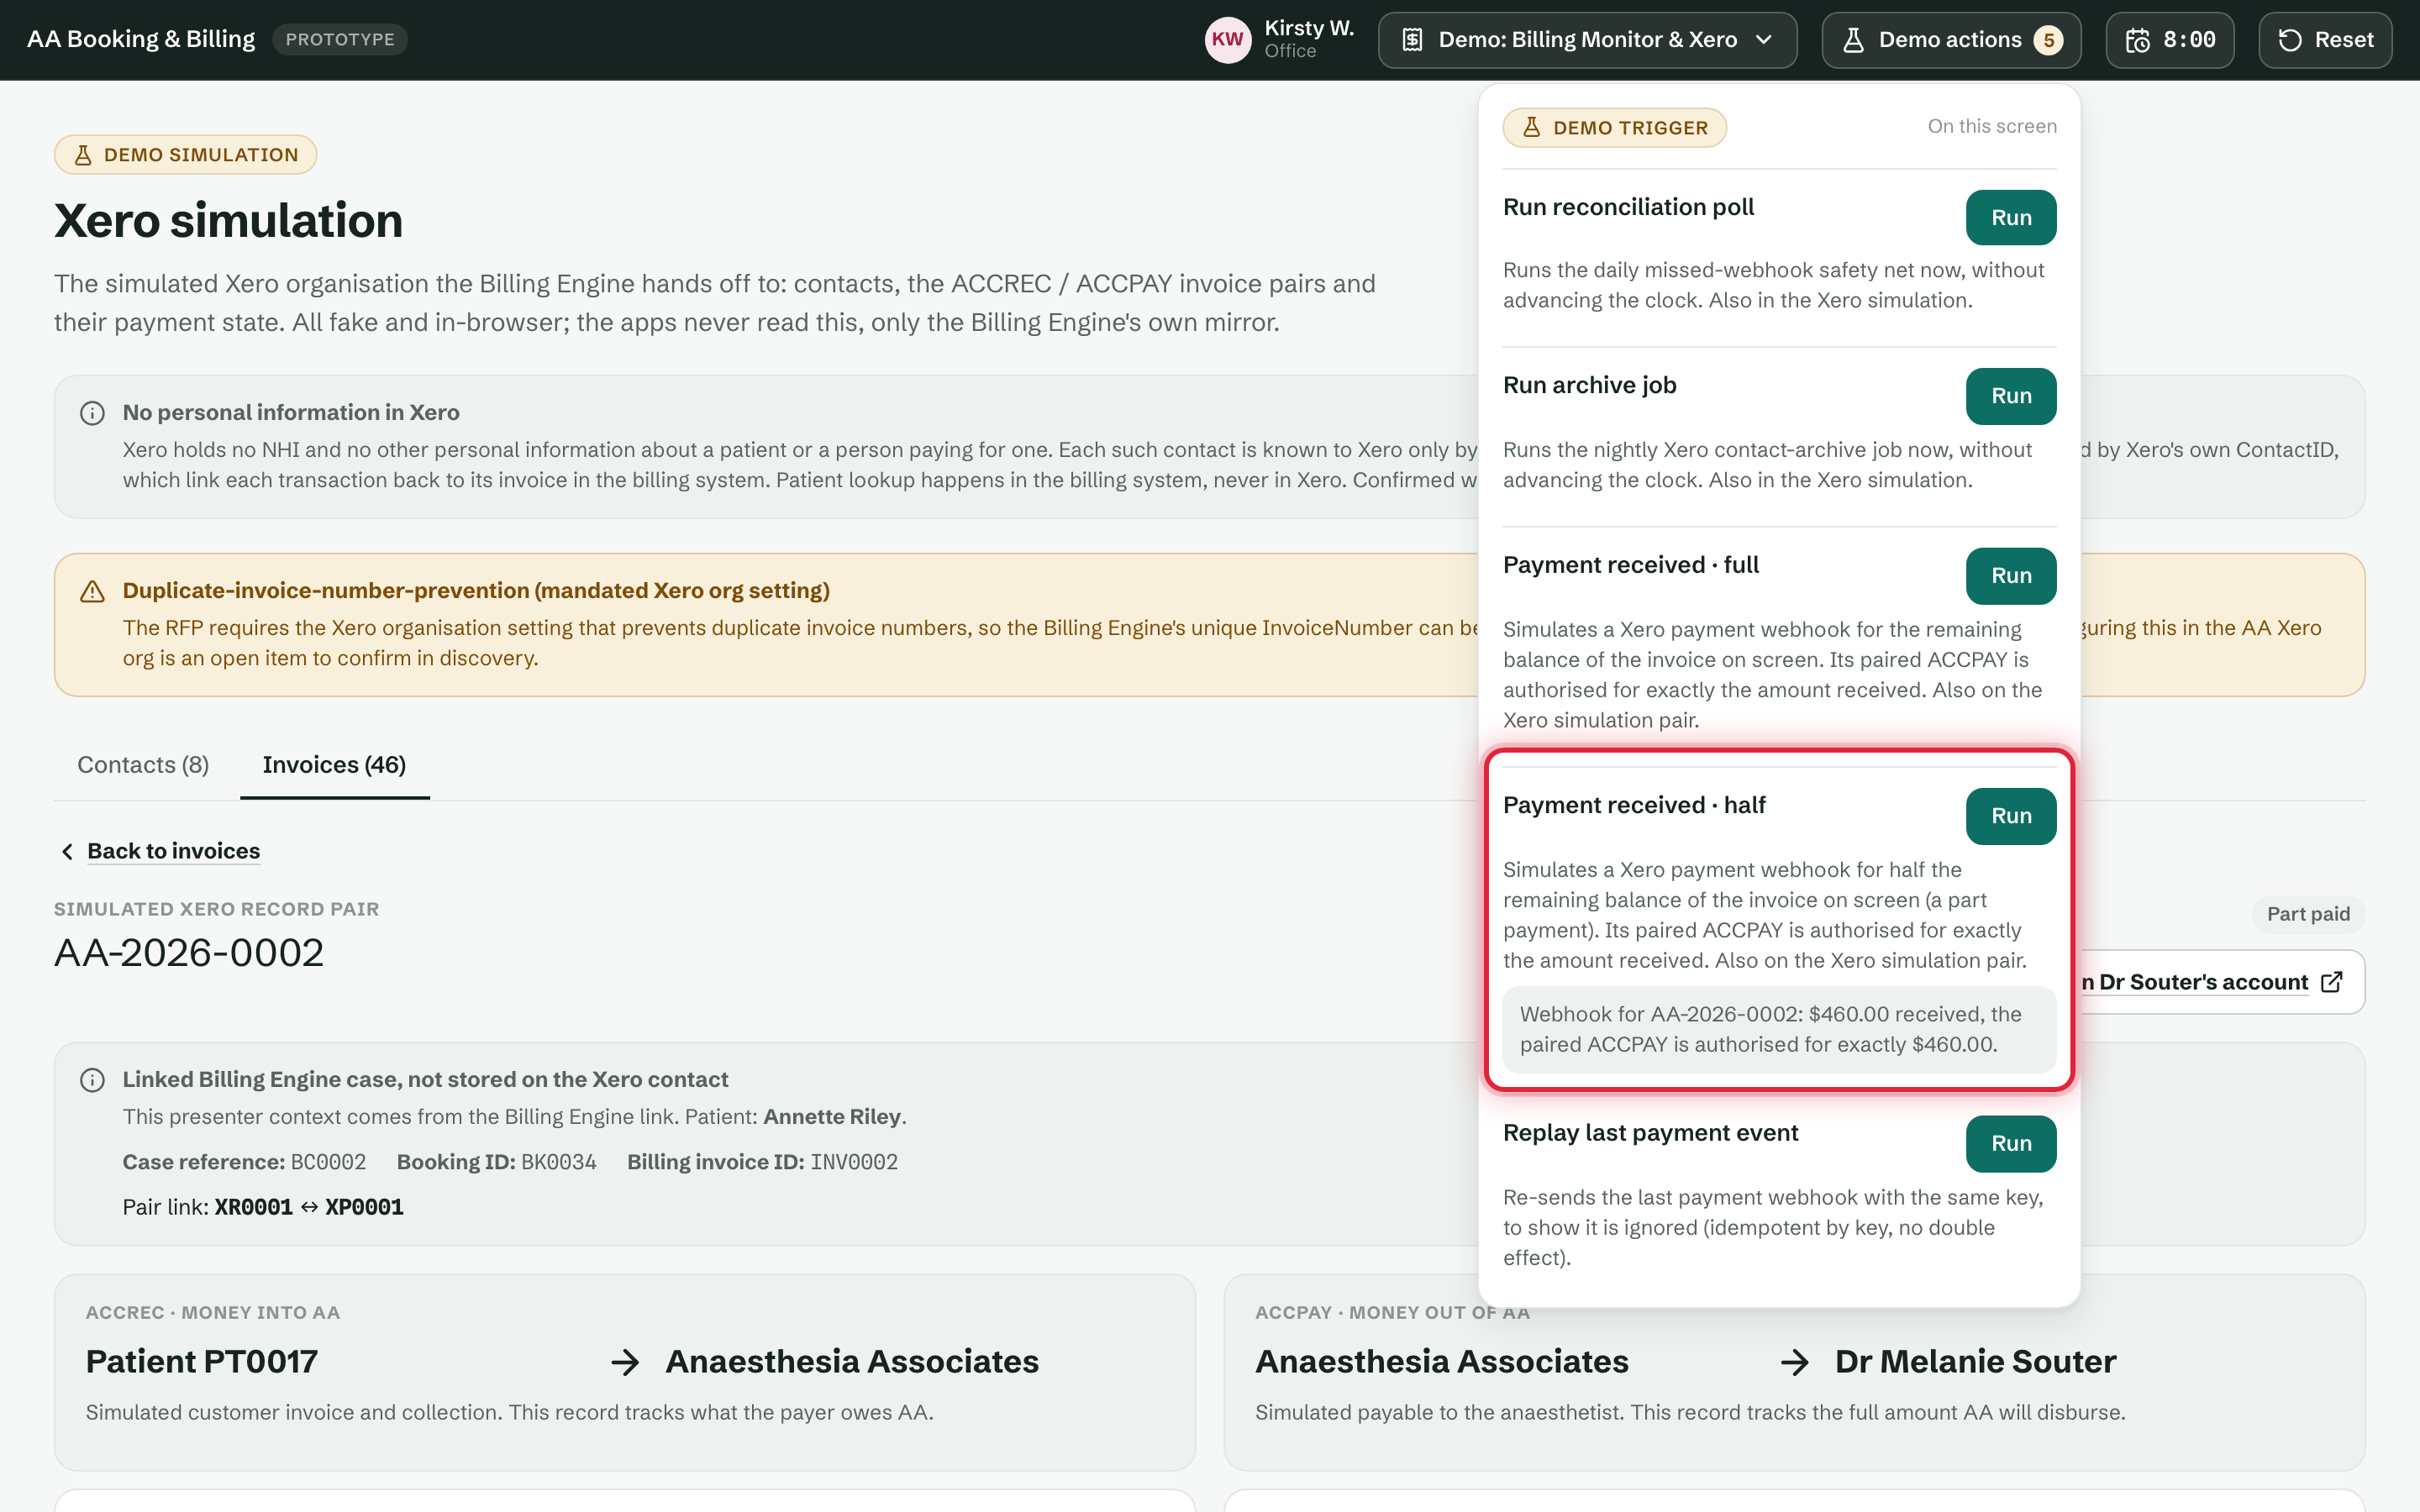 AA Booking & Billing
PROTOTYPE
KW
Kirsty W.
Office
Demo: Billing Monitor & Xero
Demo actions
5
8:00
Reset
DEMO SIMULATION
Xero simulation
The simulated Xero organisation the Billing Engine hands off to: contacts, the ACCREC / ACCPAY invoice pairs and
their payment state. All fake and in-browser; the apps never read this, only the Billing Engine's own mirror.
No personal information in Xero
Xero holds no NHI and no other personal information about a patient or a person paying for one. Each such contact is known to Xero only by
d by Xero's own ContactID,
which link each transaction back to its invoice in the billing system. Patient lookup happens in the billing system, never in Xero. Confirmed w
Duplicate-invoice-number-prevention (mandated Xero org setting)
The RFP requires the Xero organisation setting that prevents duplicate invoice numbers, so the Billing Engine's unique InvoiceNumber can be
guring this in the AA Xero
org is an open item to confirm in discovery.
Contacts (8)
Invoices (46)
Back to invoices
SIMULATED XERO RECORD PAIR
AA-2026-0002
Part paid
n Dr Souter's account
Linked Billing Engine case, not stored on the Xero contact
This presenter context comes from the Billing Engine link. Patient: Annette Riley.
Case reference: BC0002 Booking ID: BK0034 Billing invoice ID: INV0002
Pair link: XR0001 ↔ XP0001
ACCREC · MONEY INTO AA
Patient PT0017 → Anaesthesia Associates
Simulated customer invoice and collection. This record tracks what the payer owes AA.
ACCPAY · MONEY OUT OF AA
Anaesthesia Associates → Dr Melanie Souter
Simulated payable to the anaesthetist. This record tracks the full amount AA will disburse.
DEMO TRIGGER
On this screen
Run reconciliation poll
Run
Runs the daily missed-webhook safety net now, without
advancing the clock. Also in the Xero simulation.
Run archive job
Run
Runs the nightly Xero contact-archive job now, without
advancing the clock. Also in the Xero simulation.
Payment received · full
Run
Simulates a Xero payment webhook for the remaining
balance of the invoice on screen. Its paired ACCPAY is
authorised for exactly the amount received. Also on the
Xero simulation pair.
Payment received · half
Run
Simulates a Xero payment webhook for half the
remaining balance of the invoice on screen (a part
payment). Its paired ACCPAY is authorised for exactly
the amount received. Also on the Xero simulation pair.
Webhook for AA-2026-0002: $460.00 received, the
paired ACCPAY is authorised for exactly $460.00.
Replay last payment event
Run
Re-sends the last payment webhook with the same key,
to show it is ignored (idempotent by key, no double
effect).